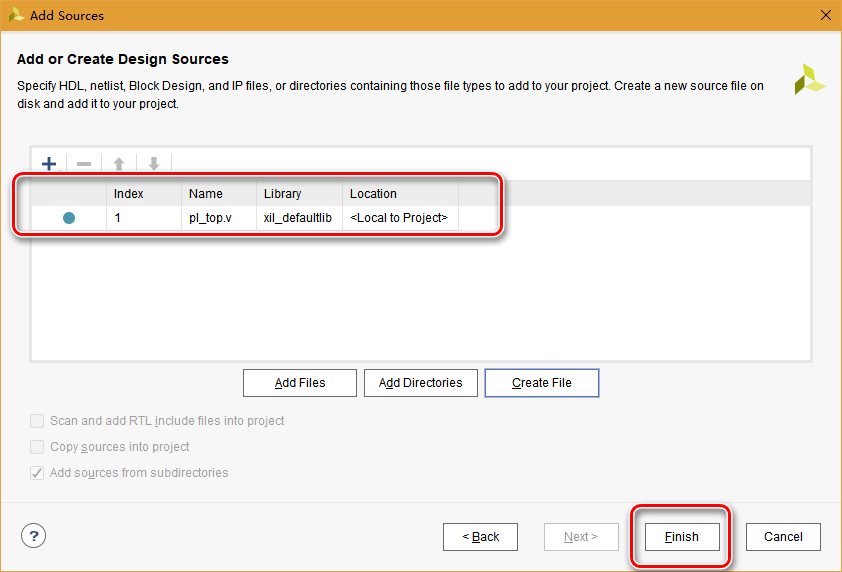 Add Sources
Add or Create Design Sources
Specify HDL, netlist, Block Design, and IP files, or directories containing those file types to add to your project. Create a new source file on
disk and add it to your project.
Index Name Library Location
1 pl_top.v xil_defaultlib <Local to Project>
Add Files Add Directories Create File
Scan and add RTL include files into project
Copy sources into project
Add sources from subdirectories
? < Back Next > Finish Cancel